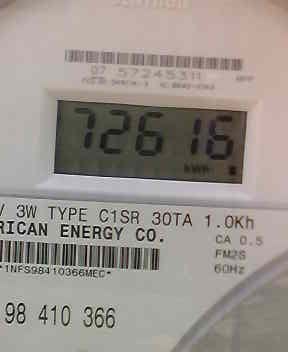 07 57245311
72616
kWh
V 3W TYPE C1SR 30TA 1.0Kh
RICAN ENERGY CO.
CA 0.5
FM2S
60Hz
*1NFS98410366MEC*
98 410 366